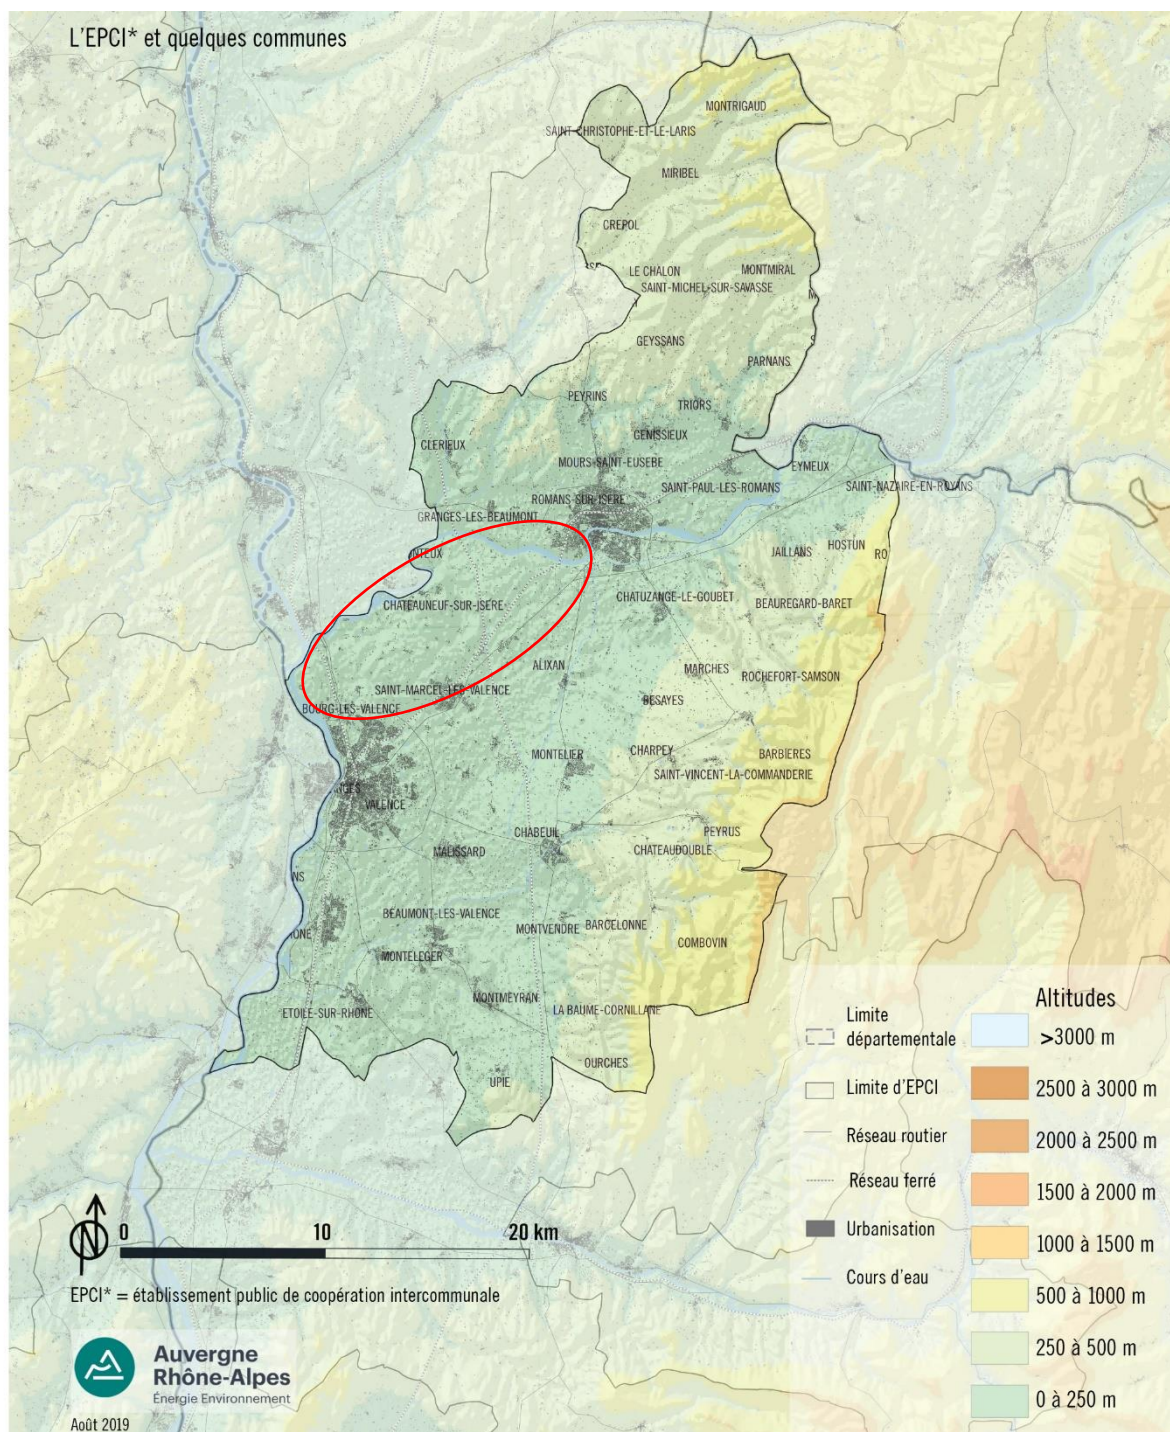 L'EPCI* et quelques communes
MONTRIGAUD
SAINT-CHRISTOPHE-ET-LE-LARIS
MIRIBEL
CREPOL
LE CHALON
MONTMIRAL
SAINT-MICHEL-SUR-SAVASSE
GEYSSANS
PARNANS
PEYRINS
TRIORS
CLERIEUX
GENISSIEUX
MOURS-SAINT-EUSEBE
EYMEUX
SAINT-PAUL-LES-ROMANS
SAINT-NAZAIRE-EN-ROYANS
ROMANS-SUR-ISERE
GRANGES-LES-BEAUMONT
HOSTUN
JAILLANS
RO
CHATUZANGE-LE-GOUBET
BEAUREGARD-BARET
CHATEAUNEUF-SUR-ISERE
ALIXAN
MARCHES
ROCHEFORT-SAMSON
SAINT-MARCEL-LES-VALENCE
BESAYES
BOURG-LES-VALENCE
MONTELIER
CHARPEY
BARBIERES
SAINT-VINCENT-LA-COMMANDERIE
VALENCE
CHABEUIL
PEYRUS
MALISSARD
CHATEAUDOUBLE
NS
BEAUMONT-LES-VALENCE
MONTVENDRE
BARCELONNE
COMBOVIN
MONTELEGER
MONTMEYRAN
ETOILE-SUR-RHONE
LA BAUME-CORNILLANE
OURCHES
UPIE
Altitudes
Limite
départementale
>3000 m
Limite d'EPCI
2500 à 3000 m
Réseau routier
2000 à 2500 m
Réseau ferré
1500 à 2000 m
Urbanisation
1000 à 1500 m
Cours d'eau
500 à 1000 m
250 à 500 m
0 à 250 m
N
0 10 20 km
EPCI* = établissement public de coopération intercommunale
Auvergne
Rhône-Alpes
Énergie Environnement
Août 2019